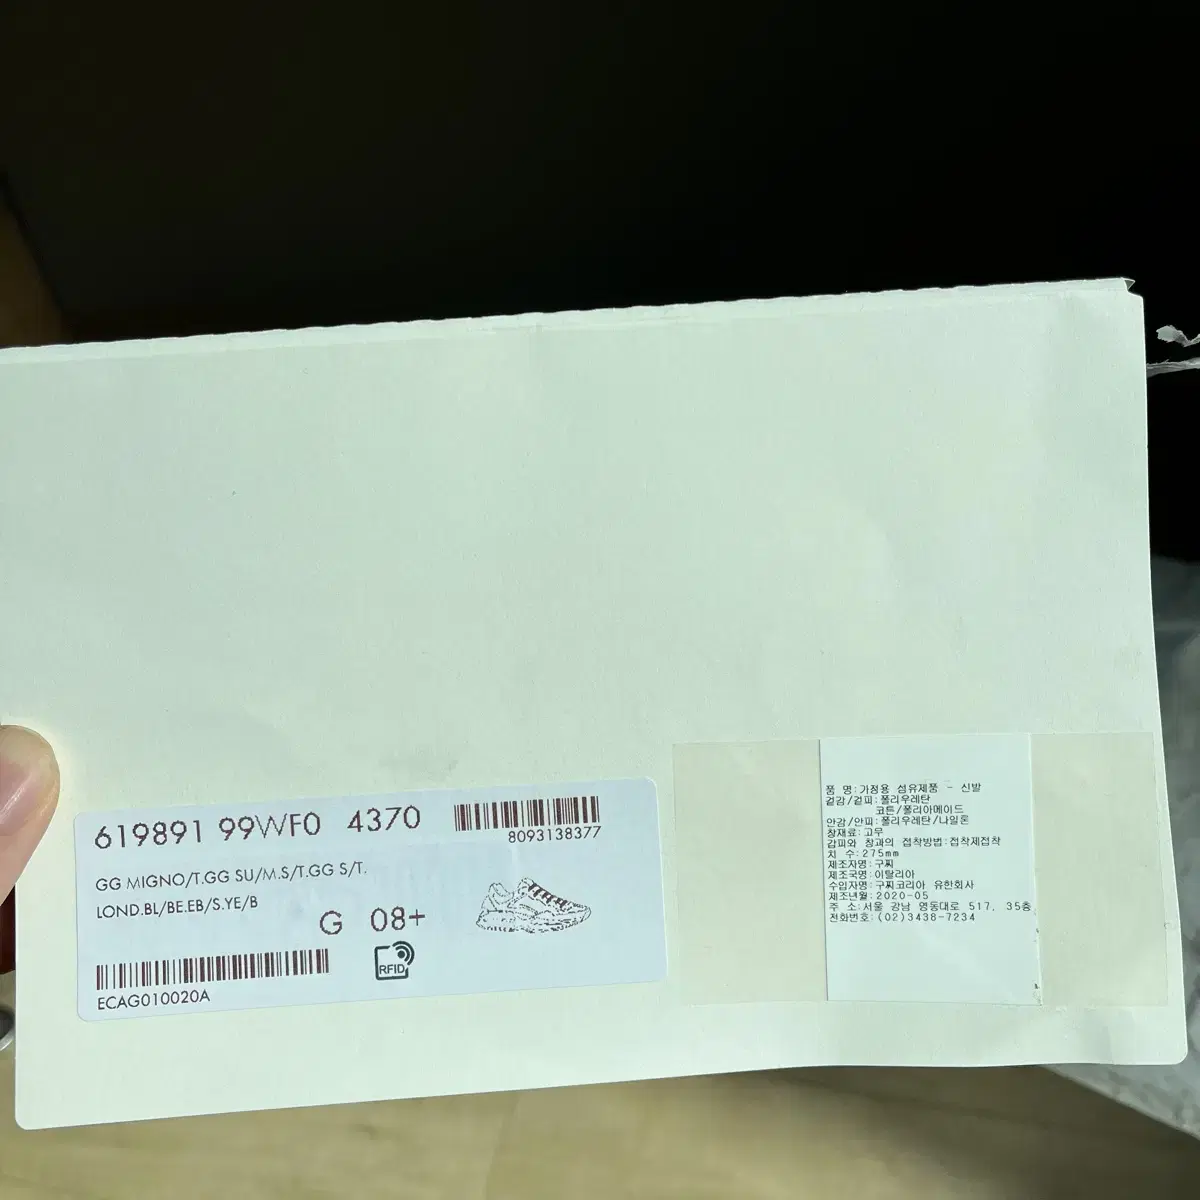 619891 99WF0 4370
8093138377
GG MIGNO/T.GG SU/M.S/T.GG S/T.
LOND.BL/BE.EB/S.YE/B
G 08+
RFID
ECAG010020A
품 명:가정용 섬유제품 - 신발
겉감/겉피:폴리우레탄
코튼/폴리아메이드
안감/안피:폴리우레탄/나일론
창재료:고무
갑피와 창과의 접착방법:접착제접착
치 수:275mm
제조자명:구찌
제조국명:이탈리아
수입자명:구찌코리아 유한회사
제조년월:2020-05
주 소:서울 강남 영동대로 517, 35층
전화번호:(02)3438-7234